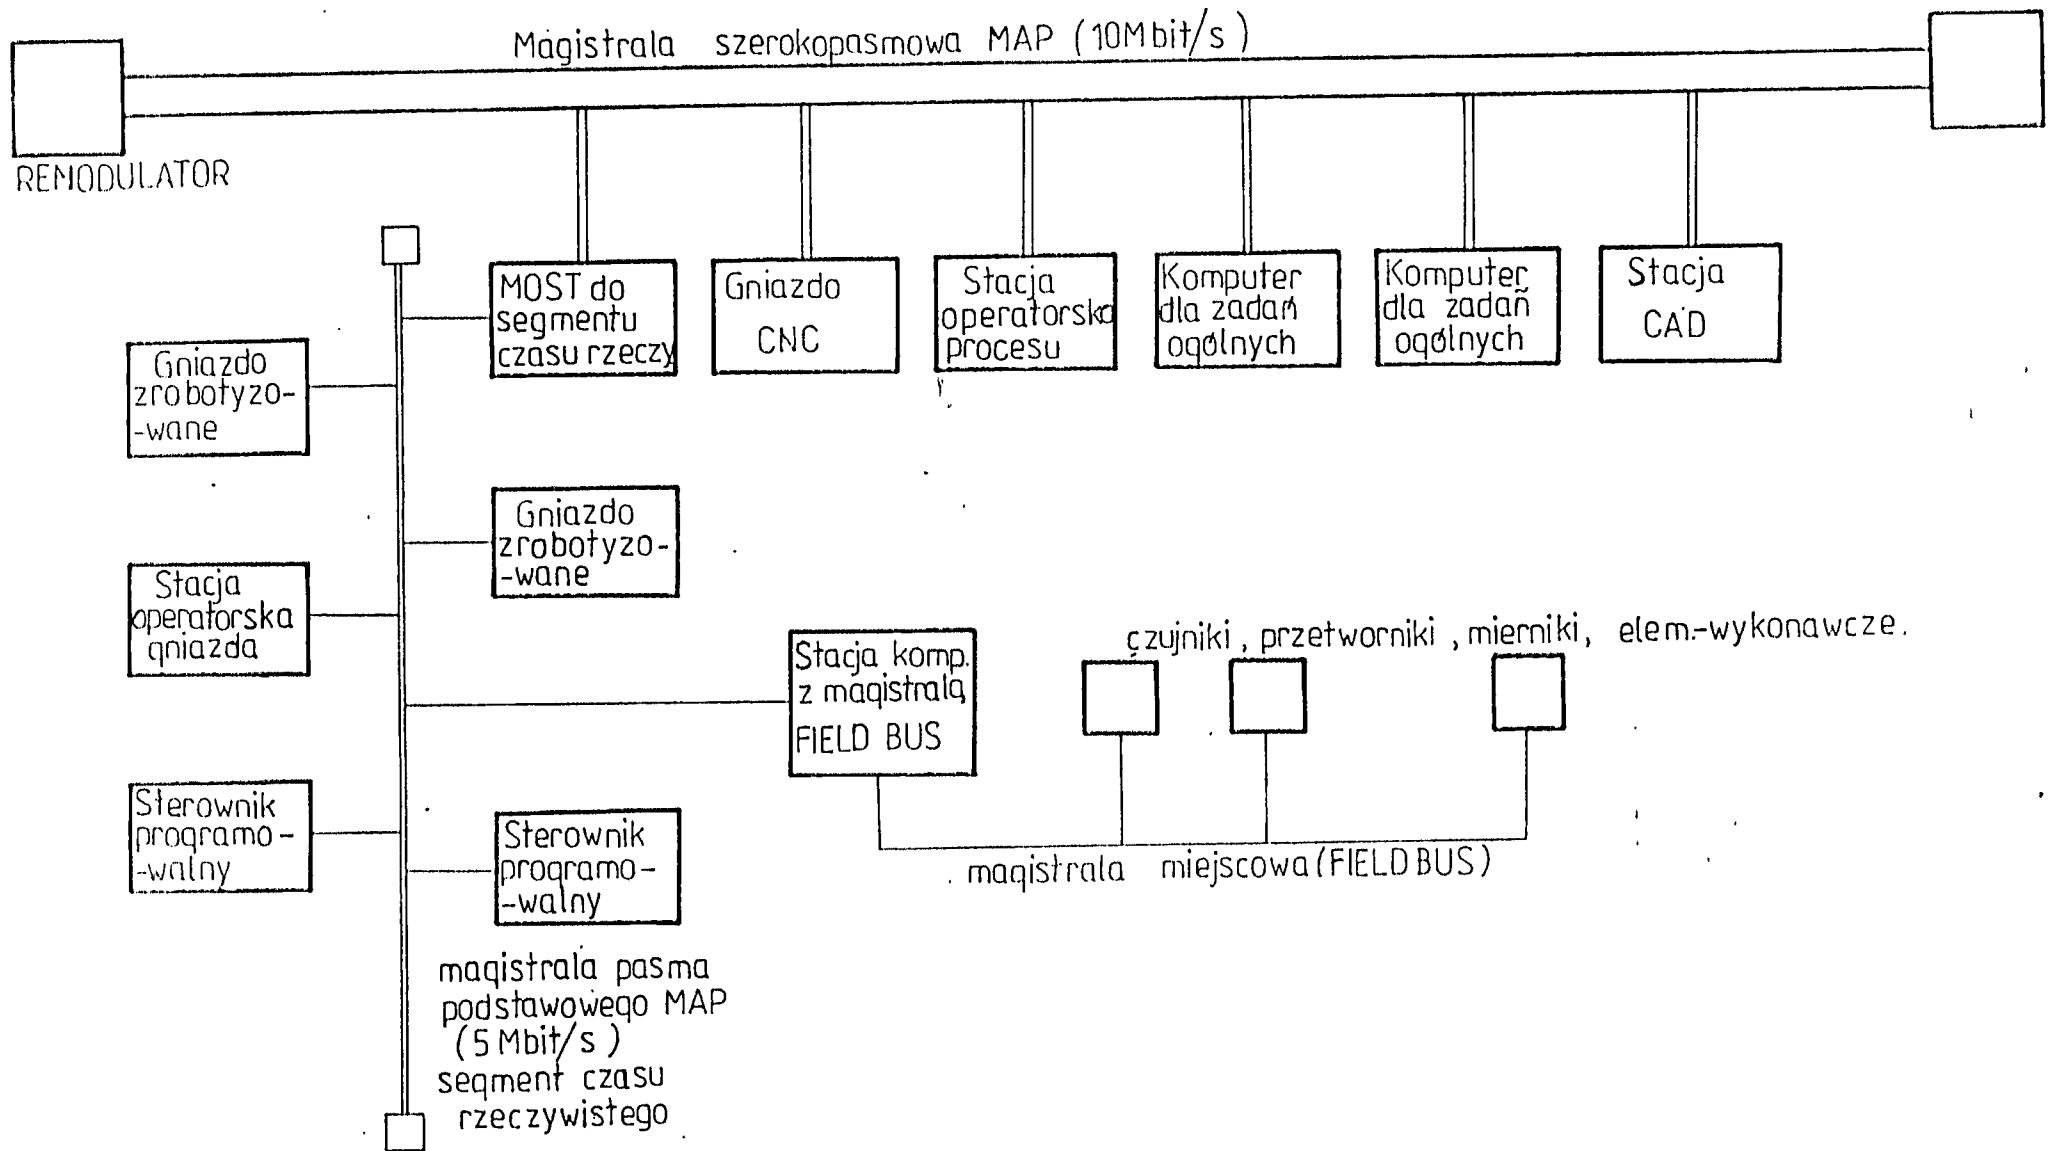 Magistrala szerokopasmowa MAP (10Mbit/s)
REMODULATOR
MOST do
segmentu
czasu rzeczy
Gniazdo
CNC
Stacja
operatorska
procesu
Komputer
dla zadań
ogólnych
Komputer
dla zadań
ogólnych
Stacja
CAD
Gniazdo
zrobotyzo-
-wane
Gniazdo
zrobotyzo-
-wane
Stacja
operatorska
gniazda
Stacja komp.
z magistralą
FIELD BUS
czujniki, przetworniki, mierniki, elem.-wykonawcze.
magistrala miejscowa (FIELD BUS)
Sterownik
programo-
-walny
Sterownik
programo-
-walny
magistrala pasma
podstawowego MAP
(5 Mbit/s)
segment czasu
rzeczywistego